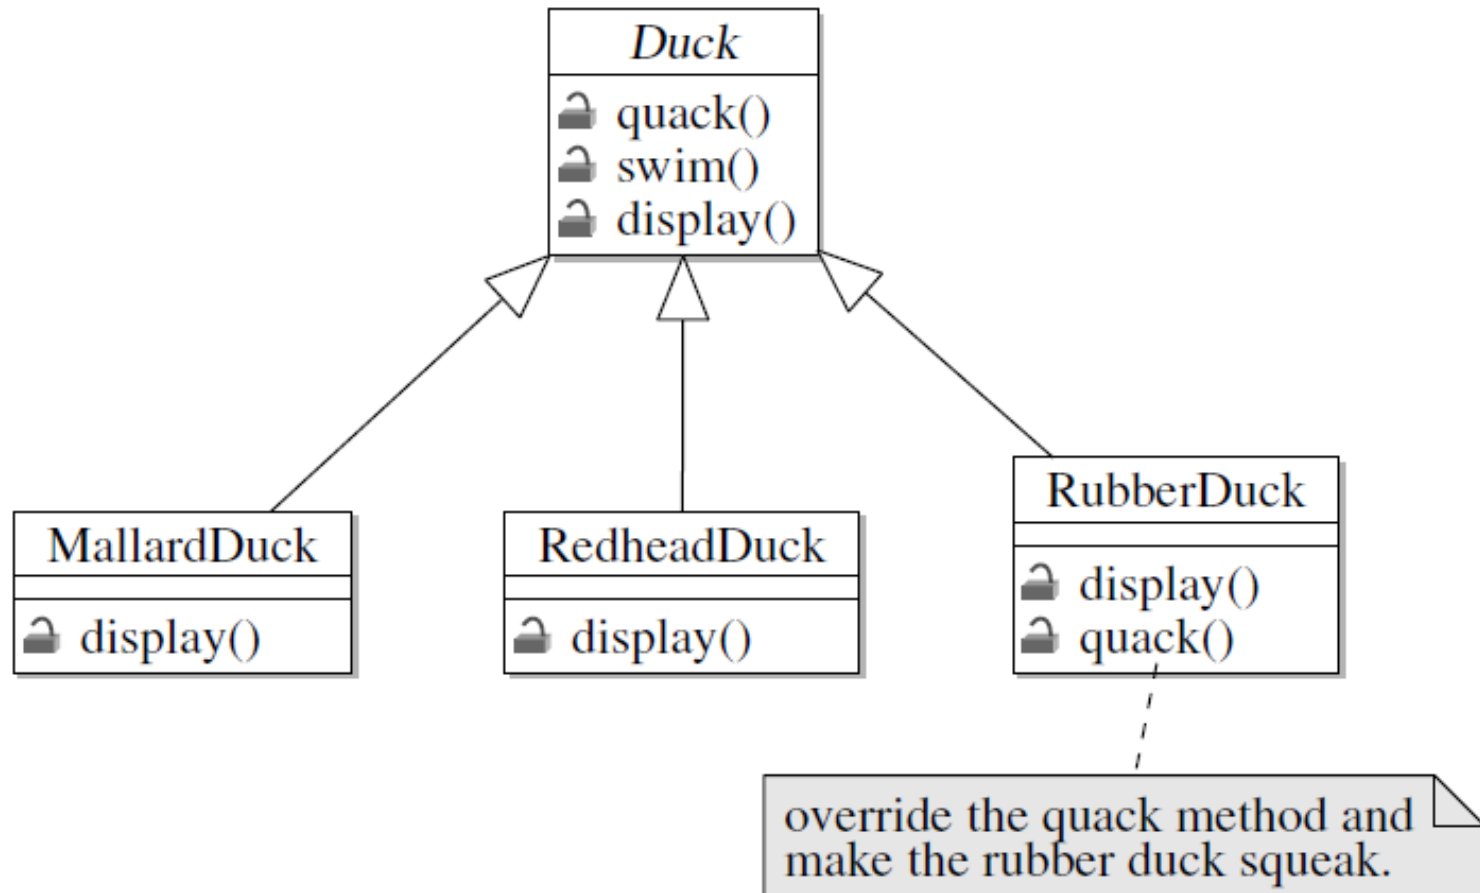 Duck
quack()
swim()
display()
MallardDuck
display()
RedheadDuck
display()
RubberDuck
display()
quack()
override the quack method and
make the rubber duck squeak.